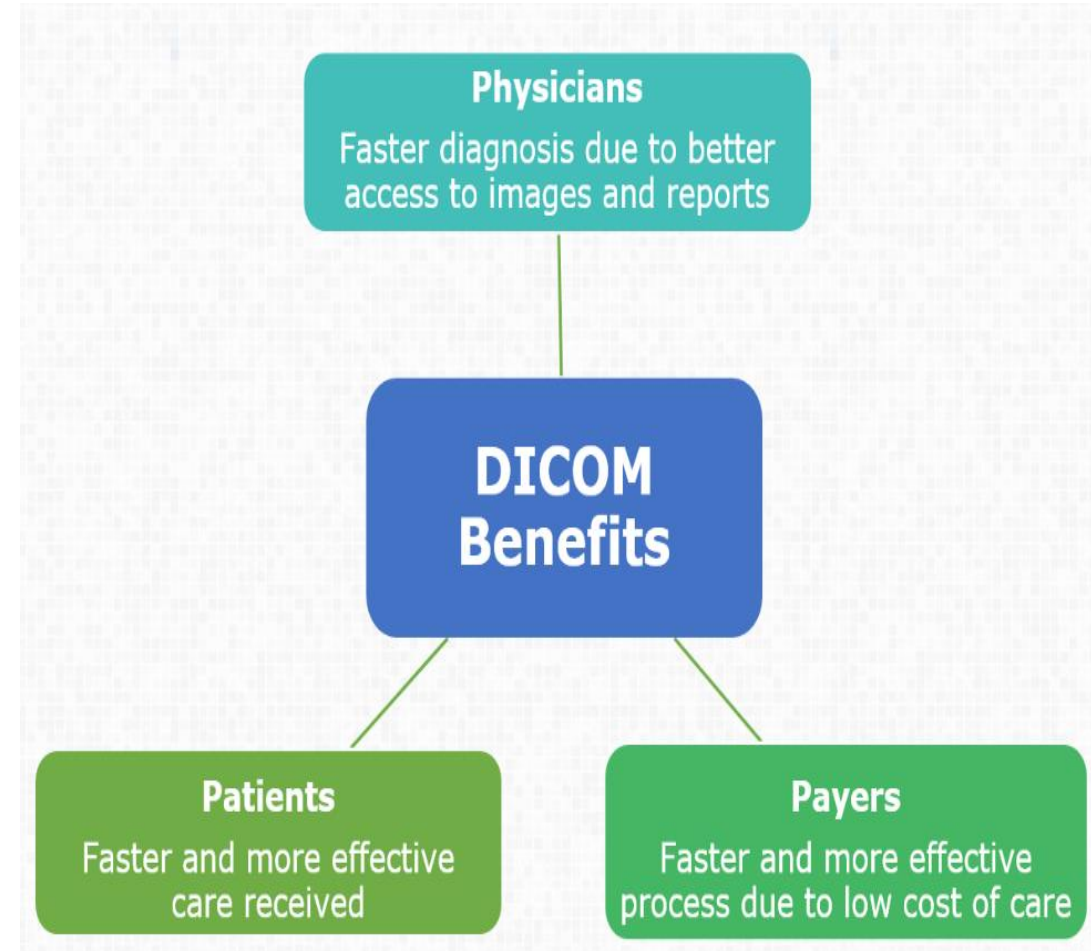 Physicians
Faster diagnosis due to better
access to images and reports
DICOM
Benefits
Patients
Faster and more effective
care received
Payers
Faster and more effective
process due to low cost of care